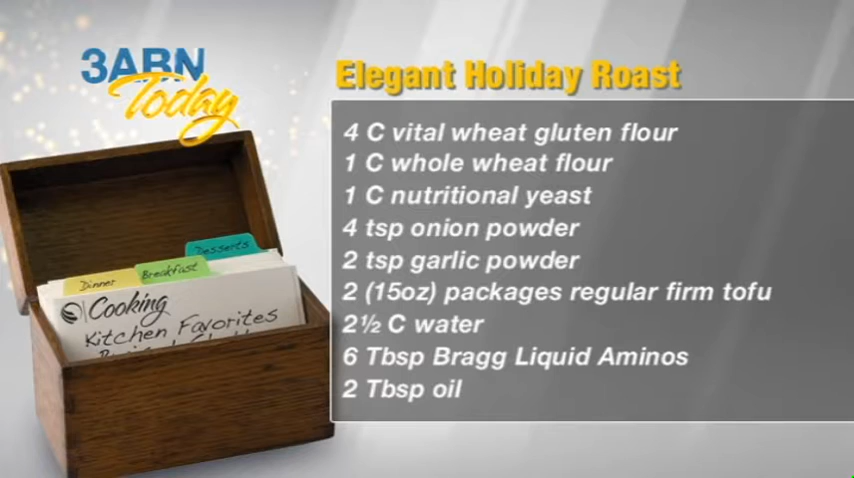 3ABN
Today
Elegant Holiday Roast
4 C vital wheat gluten flour
1 C whole wheat flour
1 C nutritional yeast
4 tsp onion powder
2 tsp garlic powder
2 (15oz) packages regular firm tofu
2½ C water
6 Tbsp Bragg Liquid Aminos
2 Tbsp oil
Desserts
Breakfast
Dinner
Cooking
Kitchen Favorites